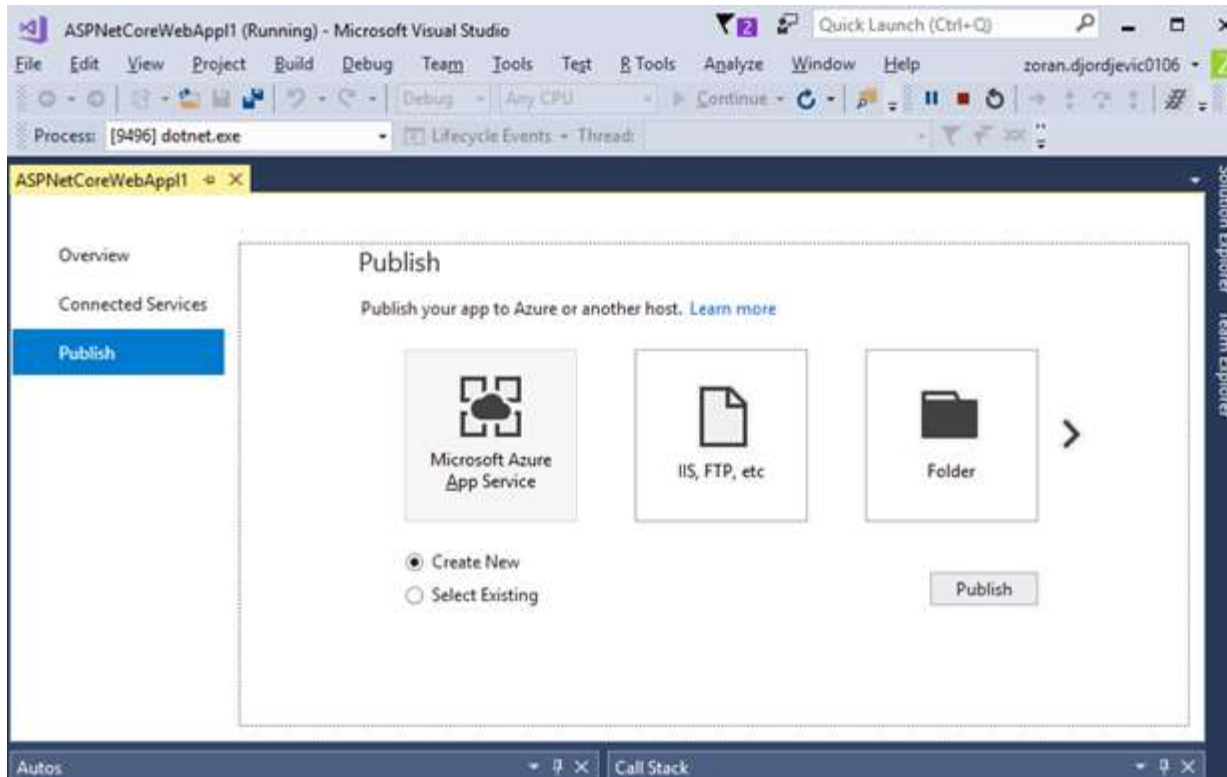 ASPNetCoreWebAppl1 (Running) - Microsoft Visual Studio
2
Quick Launch (Ctrl+Q)
File Edit View Project Build Debug Team Tools Test R Tools Analyze Window Help zoran.djordjevic0106
Debug Any CPU Continue
Process: [9496] dotnet.exe Lifecycle Events Thread:
ASPNetCoreWebAppl1
Solution Explorer
Team Explorer
Overview
Connected Services
Publish
Publish
Publish your app to Azure or another host. Learn more
Microsoft Azure
App Service
IIS, FTP, etc
Folder
Create New
Select Existing
Publish
Autos
Call Stack